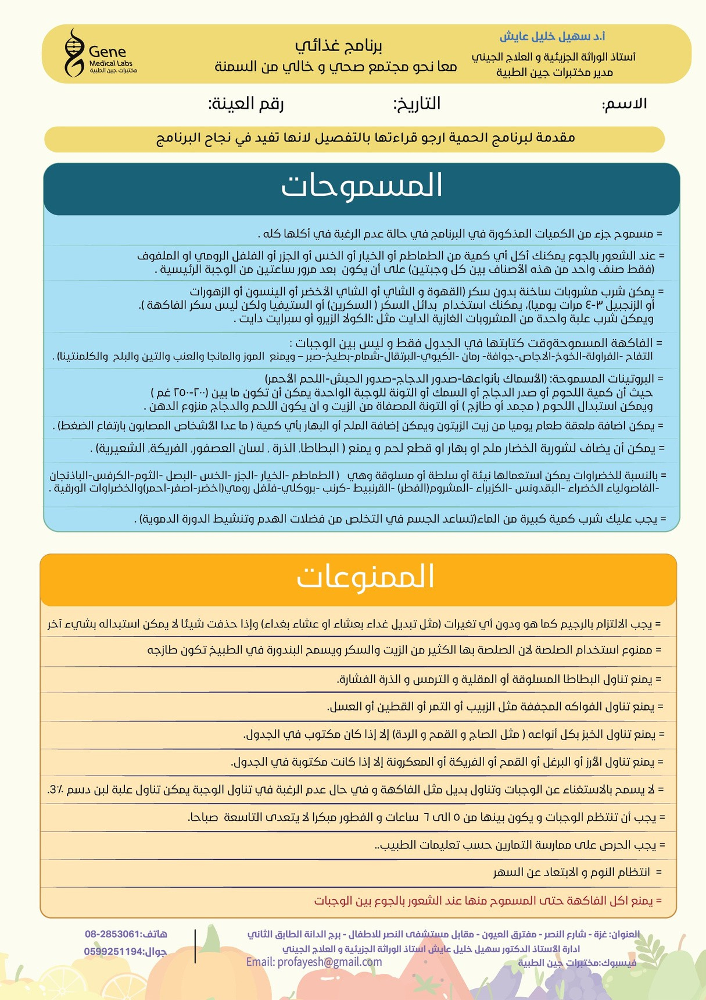 أ.د سهيل خليل عايش
أستاذ الوراثة الجزيئية و العلاج الجيني
مدير مختبرات جين الطبية
برنامج غذائي
معا نحو مجتمع صحي و خالي من السمنة
Gene
Medical Labs
مختبرات جين الطبية
الاسم: التاريخ: رقم العينة:
مقدمة لبرنامج الحمية ارجو قراءتها بالتفصيل لانها تفيد في نجاح البرنامج
المسموحات
= مسموح جزء من الكميات المذكورة في البرنامج في حالة عدم الرغبة في أكلها كله .
= عند الشعور بالجوع يمكنك أكل أي كمية من الطماطم أو الخيار أو الخس أو الجزر أو الفلفل الرومي او الملفوف
(فقط صنف واحد من هذه الأصناف بين كل وجبتين) على أن يكون بعد مرور ساعتين من الوجبة الرئيسية .
= يمكن شرب مشروبات ساخنة بدون سكر (القهوة و الشاي أو الشاي الأخضر أو الينسون أو الزهورات
أو الزنجبيل ٣-٤ مرات يوميا)، يمكنك استخدام بدائل السكر ( السكرين) أو الستيفيا ولكن ليس سكر الفاكهة ).
ويمكن شرب علبة واحدة من المشروبات الغازية الدايت مثل :الكولا الزيرو أو سبرايت دايت .
= الفاكهة المسموحةوقت كتابتها في الجدول فقط و ليس بين الوجبات :
التفاح -الفراولة-الخوخ-الاجاص-جوافة- رمان -الكيوي-البرتقال-شمام-بطيخ-صبر – ويمنع الموز والمانجا والعنب والتين والبلح والكلمنتينا) .
= البروتينات المسموحة: (الأسماك بأنواعها-صدور الدجاج-صدور الحبش-اللحم الأحمر)
حيث أن كمية اللحوم أو صدر الدجاج أو السمك أو التونة للوجبة الواحدة يمكن أن تكون ما بين (٢٠٠-٢٥٠ غم )
ويمكن استبدال اللحوم ( مجمد أو طازج ) أو التونة المصفاة من الزيت و ان يكون اللحم والدجاج منزوع الدهن .
= يمكن اضافة ملعقة طعام يوميا من زيت الزيتون ويمكن إضافة الملح أو البهار بأي كمية ( ما عدا الأشخاص المصابون بارتفاع الضغط) .
= يمكن أن يضاف لشوربة الخضار ملح او بهار او قطع لحم و يمنع ( البطاطا, الذرة , لسان العصفور, الفريكة, الشعيرية) .
= بالنسبة للخضراوات يمكن استعمالها نيئة أو سلطة أو مسلوقة وهي ( الطماطم -الخيار -الجزر -الخس -البصل -الثوم-الكرفس-الباذنجان
-الفاصولياء الخضراء -البقدونس -الكزبراء -المشروم(الفطر) -القرنبيط -كرنب -بروكلي-فلفل رومي(اخضر-اصفر-احمر)والخضراوات الورقية .
= يجب عليك شرب كمية كبيرة من الماء(تساعد الجسم في التخلص من فضلات الهدم وتنشيط الدورة الدموية) .
الممنوعات
= يجب الالتزام بالرجيم كما هو ودون أي تغيرات (مثل تبديل غداء بعشاء او عشاء بغداء) وإذا حذفت شيئا لا يمكن استبداله بشيء آخر
= ممنوع استخدام الصلصة لان الصلصة بها الكثير من الزيت والسكر ويسمح البندورة في الطبيخ تكون طازجه
= يمنع تناول البطاطا المسلوقة أو المقلية و الترمس و الذرة الفشارة.
= يمنع تناول الفواكه المجففة مثل الزبيب أو التمر أو القطين أو العسل.
= يمنع تناول الخبز بكل أنواعه ( مثل الصاج و القمح و الردة) إلا إذا كان مكتوب في الجدول.
= يمنع تناول الأرز أو البرغل أو القمح أو الفريكة أو المعكرونة إلا إذا كانت مكتوبة في الجدول.
= لا يسمح بالاستغناء عن الوجبات وتناول بديل مثل الفاكهة و في حال عدم الرغبة في تناول الوجبة يمكن تناول علبة لبن دسم 3٪.
= يجب أن تنتظم الوجبات و يكون بينها من ٥ الى ٦ ساعات و الفطور مبكرا لا يتعدى التاسعة صباحا.
= يجب الحرص على ممارسة التمارين حسب تعليمات الطبيب..
= انتظام النوم و الابتعاد عن السهر
= يمنع اكل الفاكهة حتى المسموح منها عند الشعور بالجوع بين الوجبات
العنوان: غزة - شارع النصر - مفترق العيون - مقابل مستشفى النصر للاطفال - برج الدانة الطابق الثاني
ادارة الأستاذ الدكتور سهيل خليل عايش استاذ الوراثة الجزيئية و العلاج الجيني
فيسبوك:مختبرات جين الطبية Email: profayesh@gmail.com
هاتف:08-2853061
جوال:0599251194